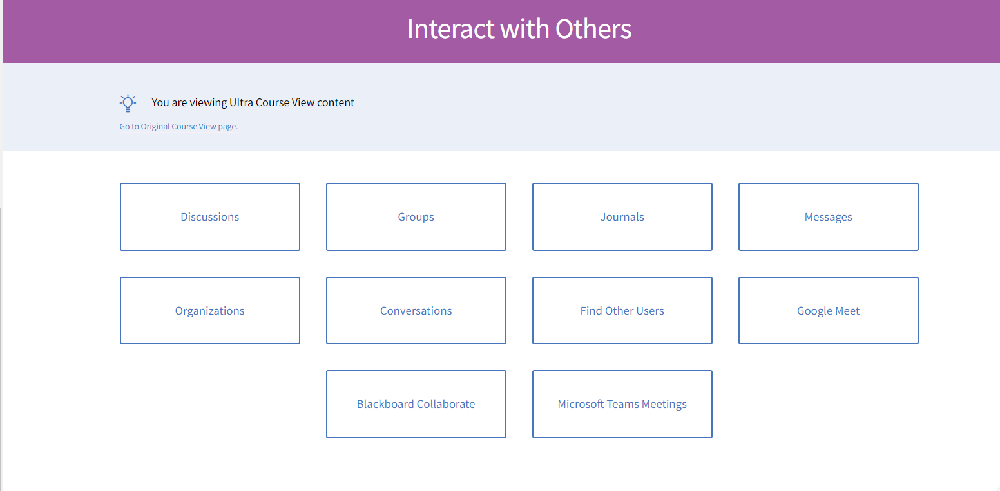 Interact with Others
You are viewing Ultra Course View content
Go to Original Course View page.
Discussions
Groups
Journals
Messages
Organizations
Conversations
Find Other Users
Google Meet
Blackboard Collaborate
Microsoft Teams Meetings